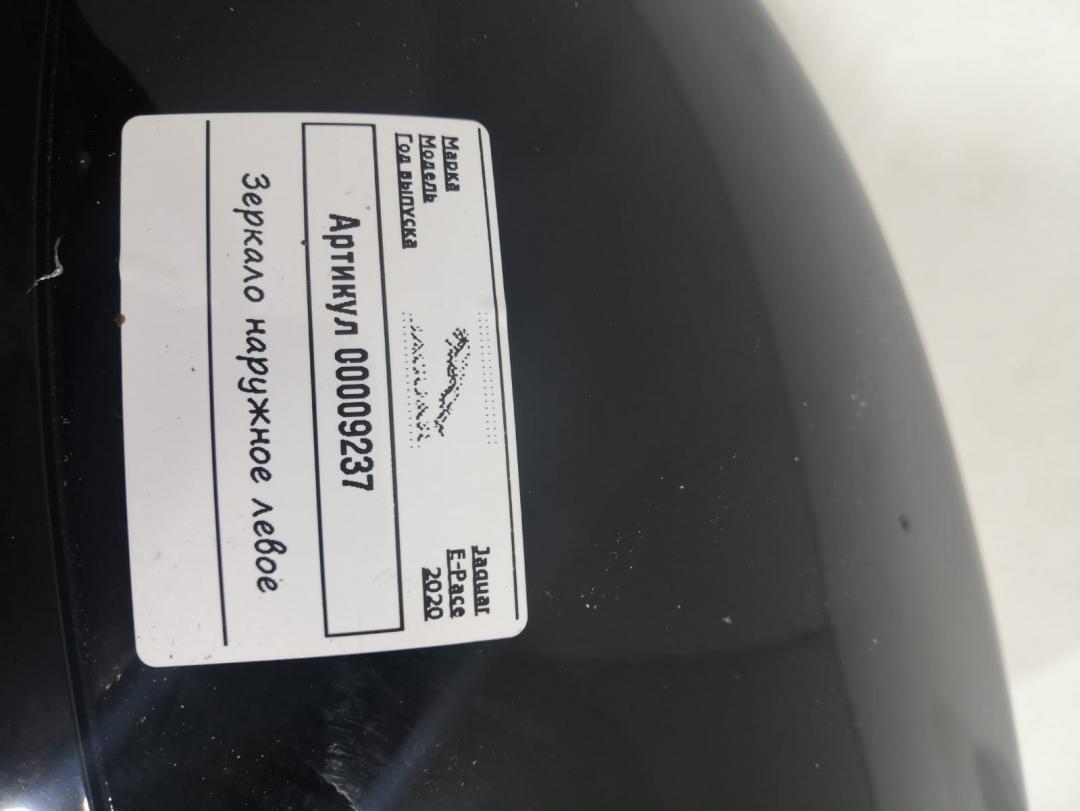 Марка Jaguar
Модель E-Pace
Год выпуска 2020
Артикул 00009237
Зеркало наружное левое